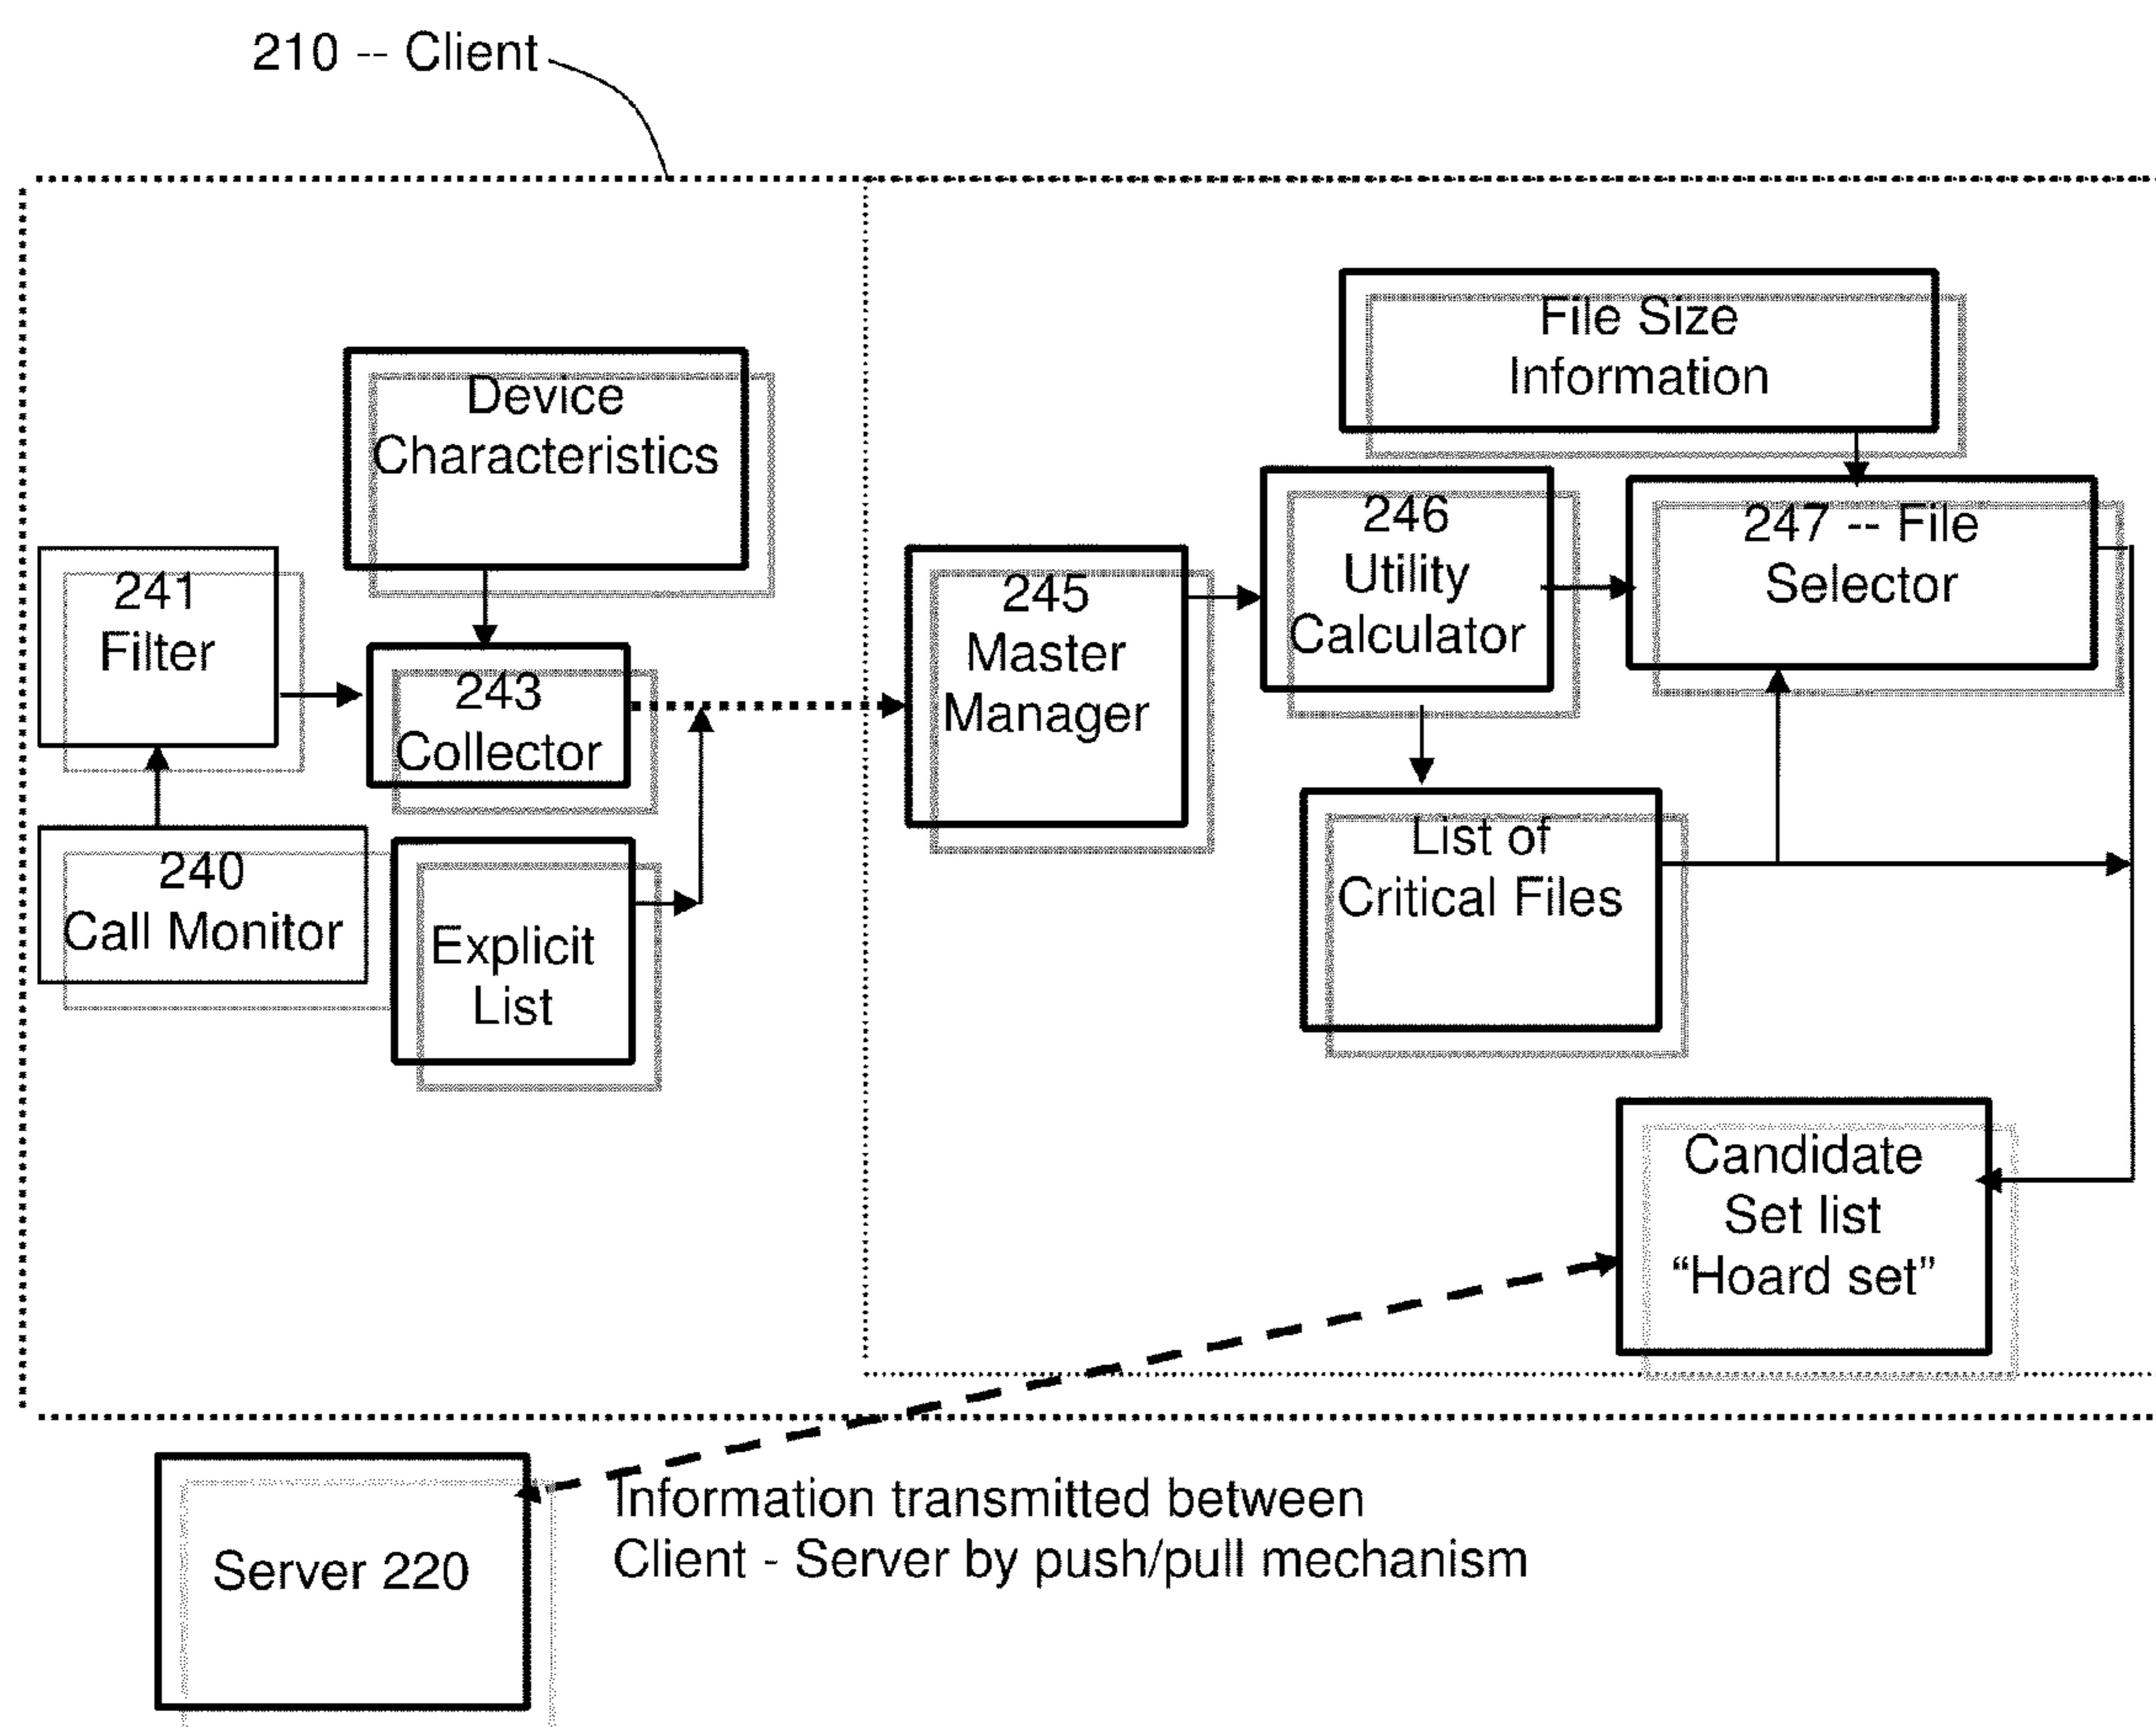 210 -- Client
File Size
Information
Device
Characteristics
241
Filter
243
Collector
240
Call Monitor
Explicit
List
245
Master
Manager
246
Utility
Calculator
247 -- File
Selector
List of
Critical Files
Candidate
Set list
“Hoard set”
Server 220
Information transmitted between
Client - Server by push/pull mechanism